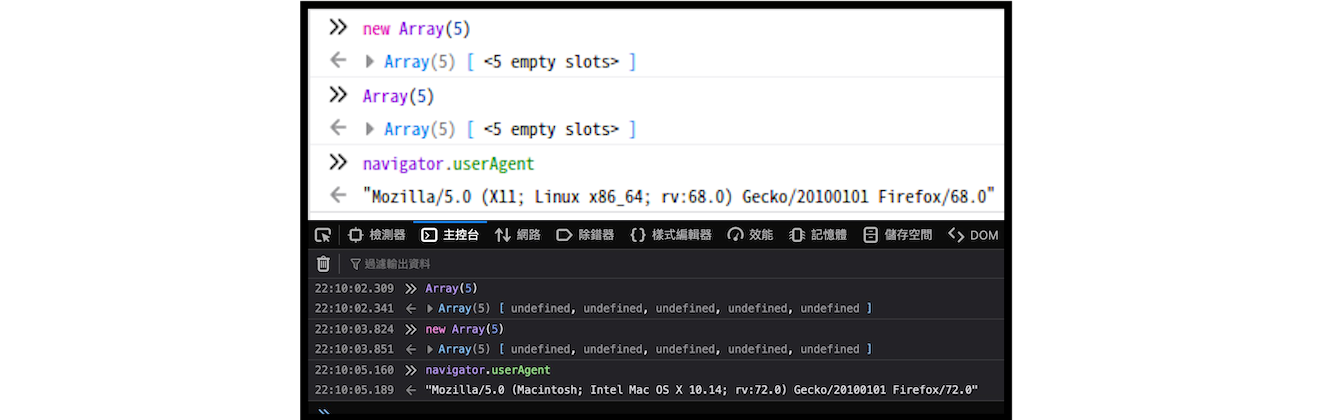 new Array(5)
Array(5) [ <5 empty slots> ]
Array(5)
Array(5) [ <5 empty slots> ]
navigator.userAgent
"Mozilla/5.0 (X11; Linux x86_64; rv:68.0) Gecko/20100101 Firefox/68.0"
檢測器 主控台 網路 除錯器 樣式編輯器 效能 記憶體 儲存空間 DOM
過濾輸出資料
22:10:02.309 Array(5)
22:10:02.341 Array(5) [ undefined, undefined, undefined, undefined, undefined ]
22:10:03.824 new Array(5)
22:10:03.851 Array(5) [ undefined, undefined, undefined, undefined, undefined ]
22:10:05.160 navigator.userAgent
22:10:05.189 "Mozilla/5.0 (Macintosh; Intel Mac OS X 10.14; rv:72.0) Gecko/20100101 Firefox/72.0"